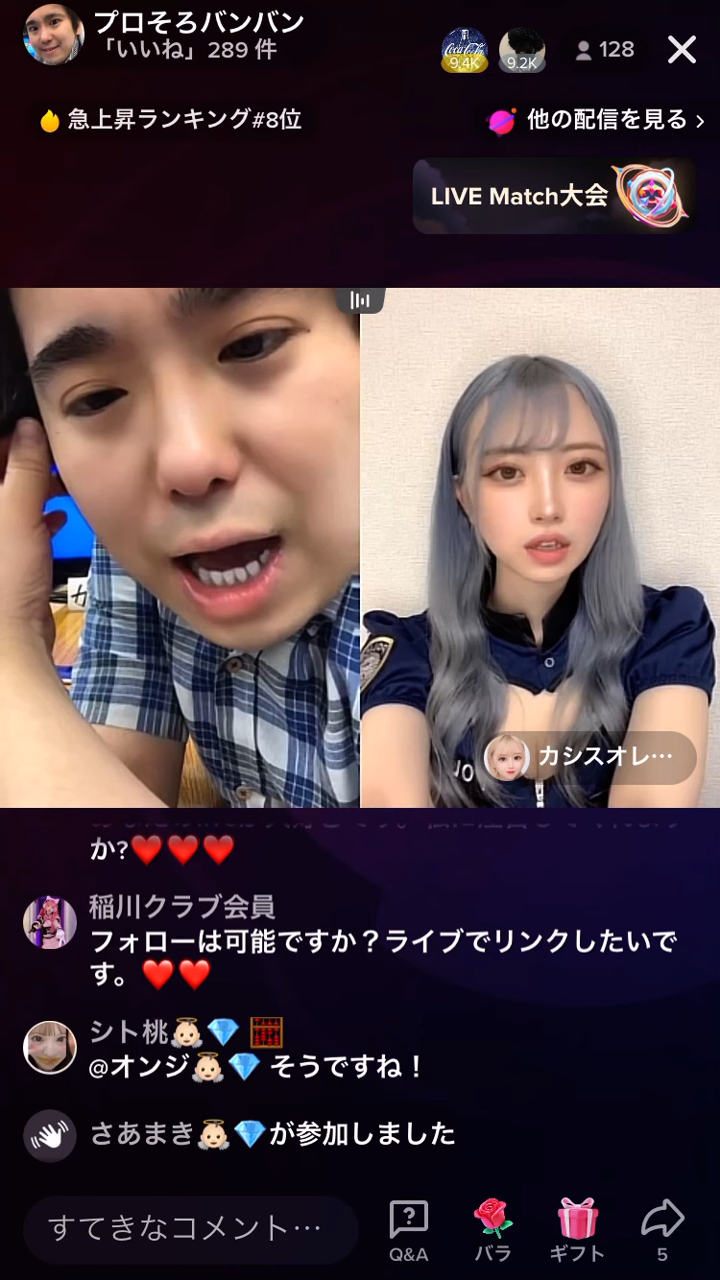 プロそろバンバン
「いいね」289 件
9.4K
9.2K
128
急上昇ランキング#8位
他の配信を見る ›
LIVE Match大会
カシスオレ…
か?❤️❤️❤️
稲川クラブ会員
フォローは可能ですか？ライブでリンクしたいで
す。❤️❤️
シト桃👼🏻💎🧮
@オンジ👼🏻💎 そうですね！
さあまき👼🏻💎が参加しました
すてきなコメント…
Q&A
バラ
ギフト
5